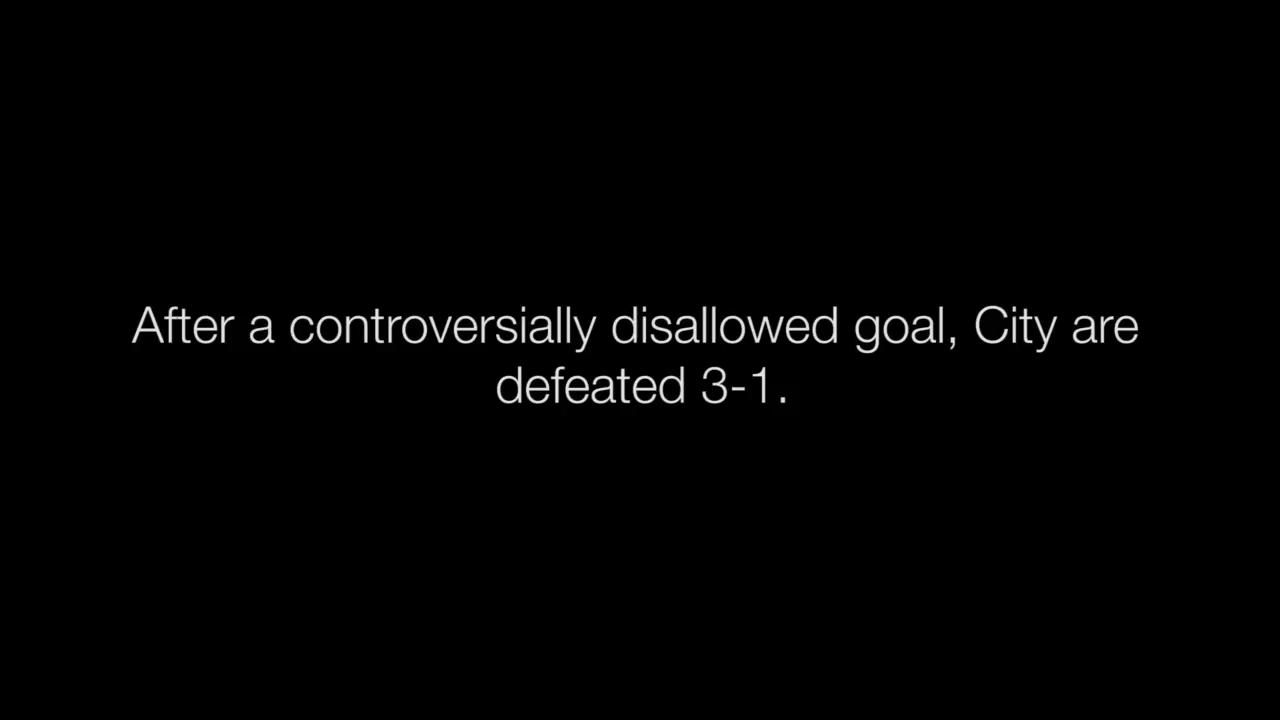 After a controversially disallowed goal, City are
defeated 3-1.